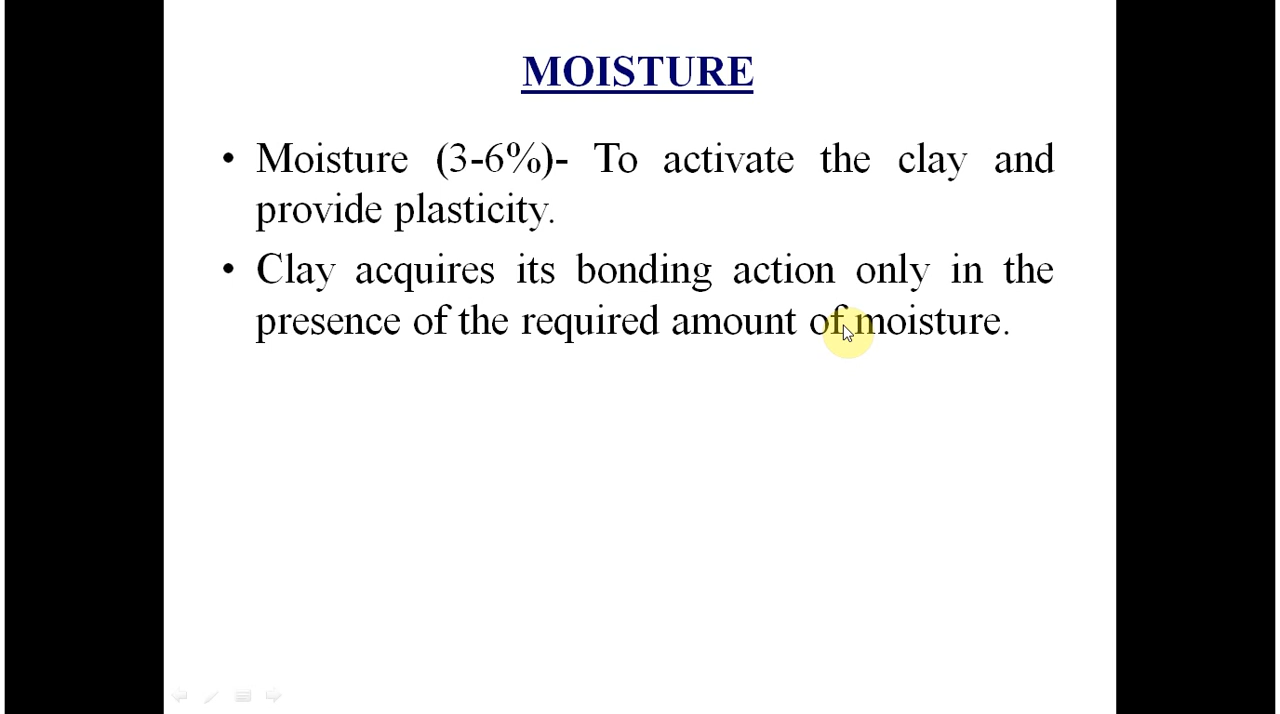 MOISTURE
• Moisture (3-6%)- To activate the clay and
provide plasticity.
• Clay acquires its bonding action only in the
presence of the required amount of moisture.